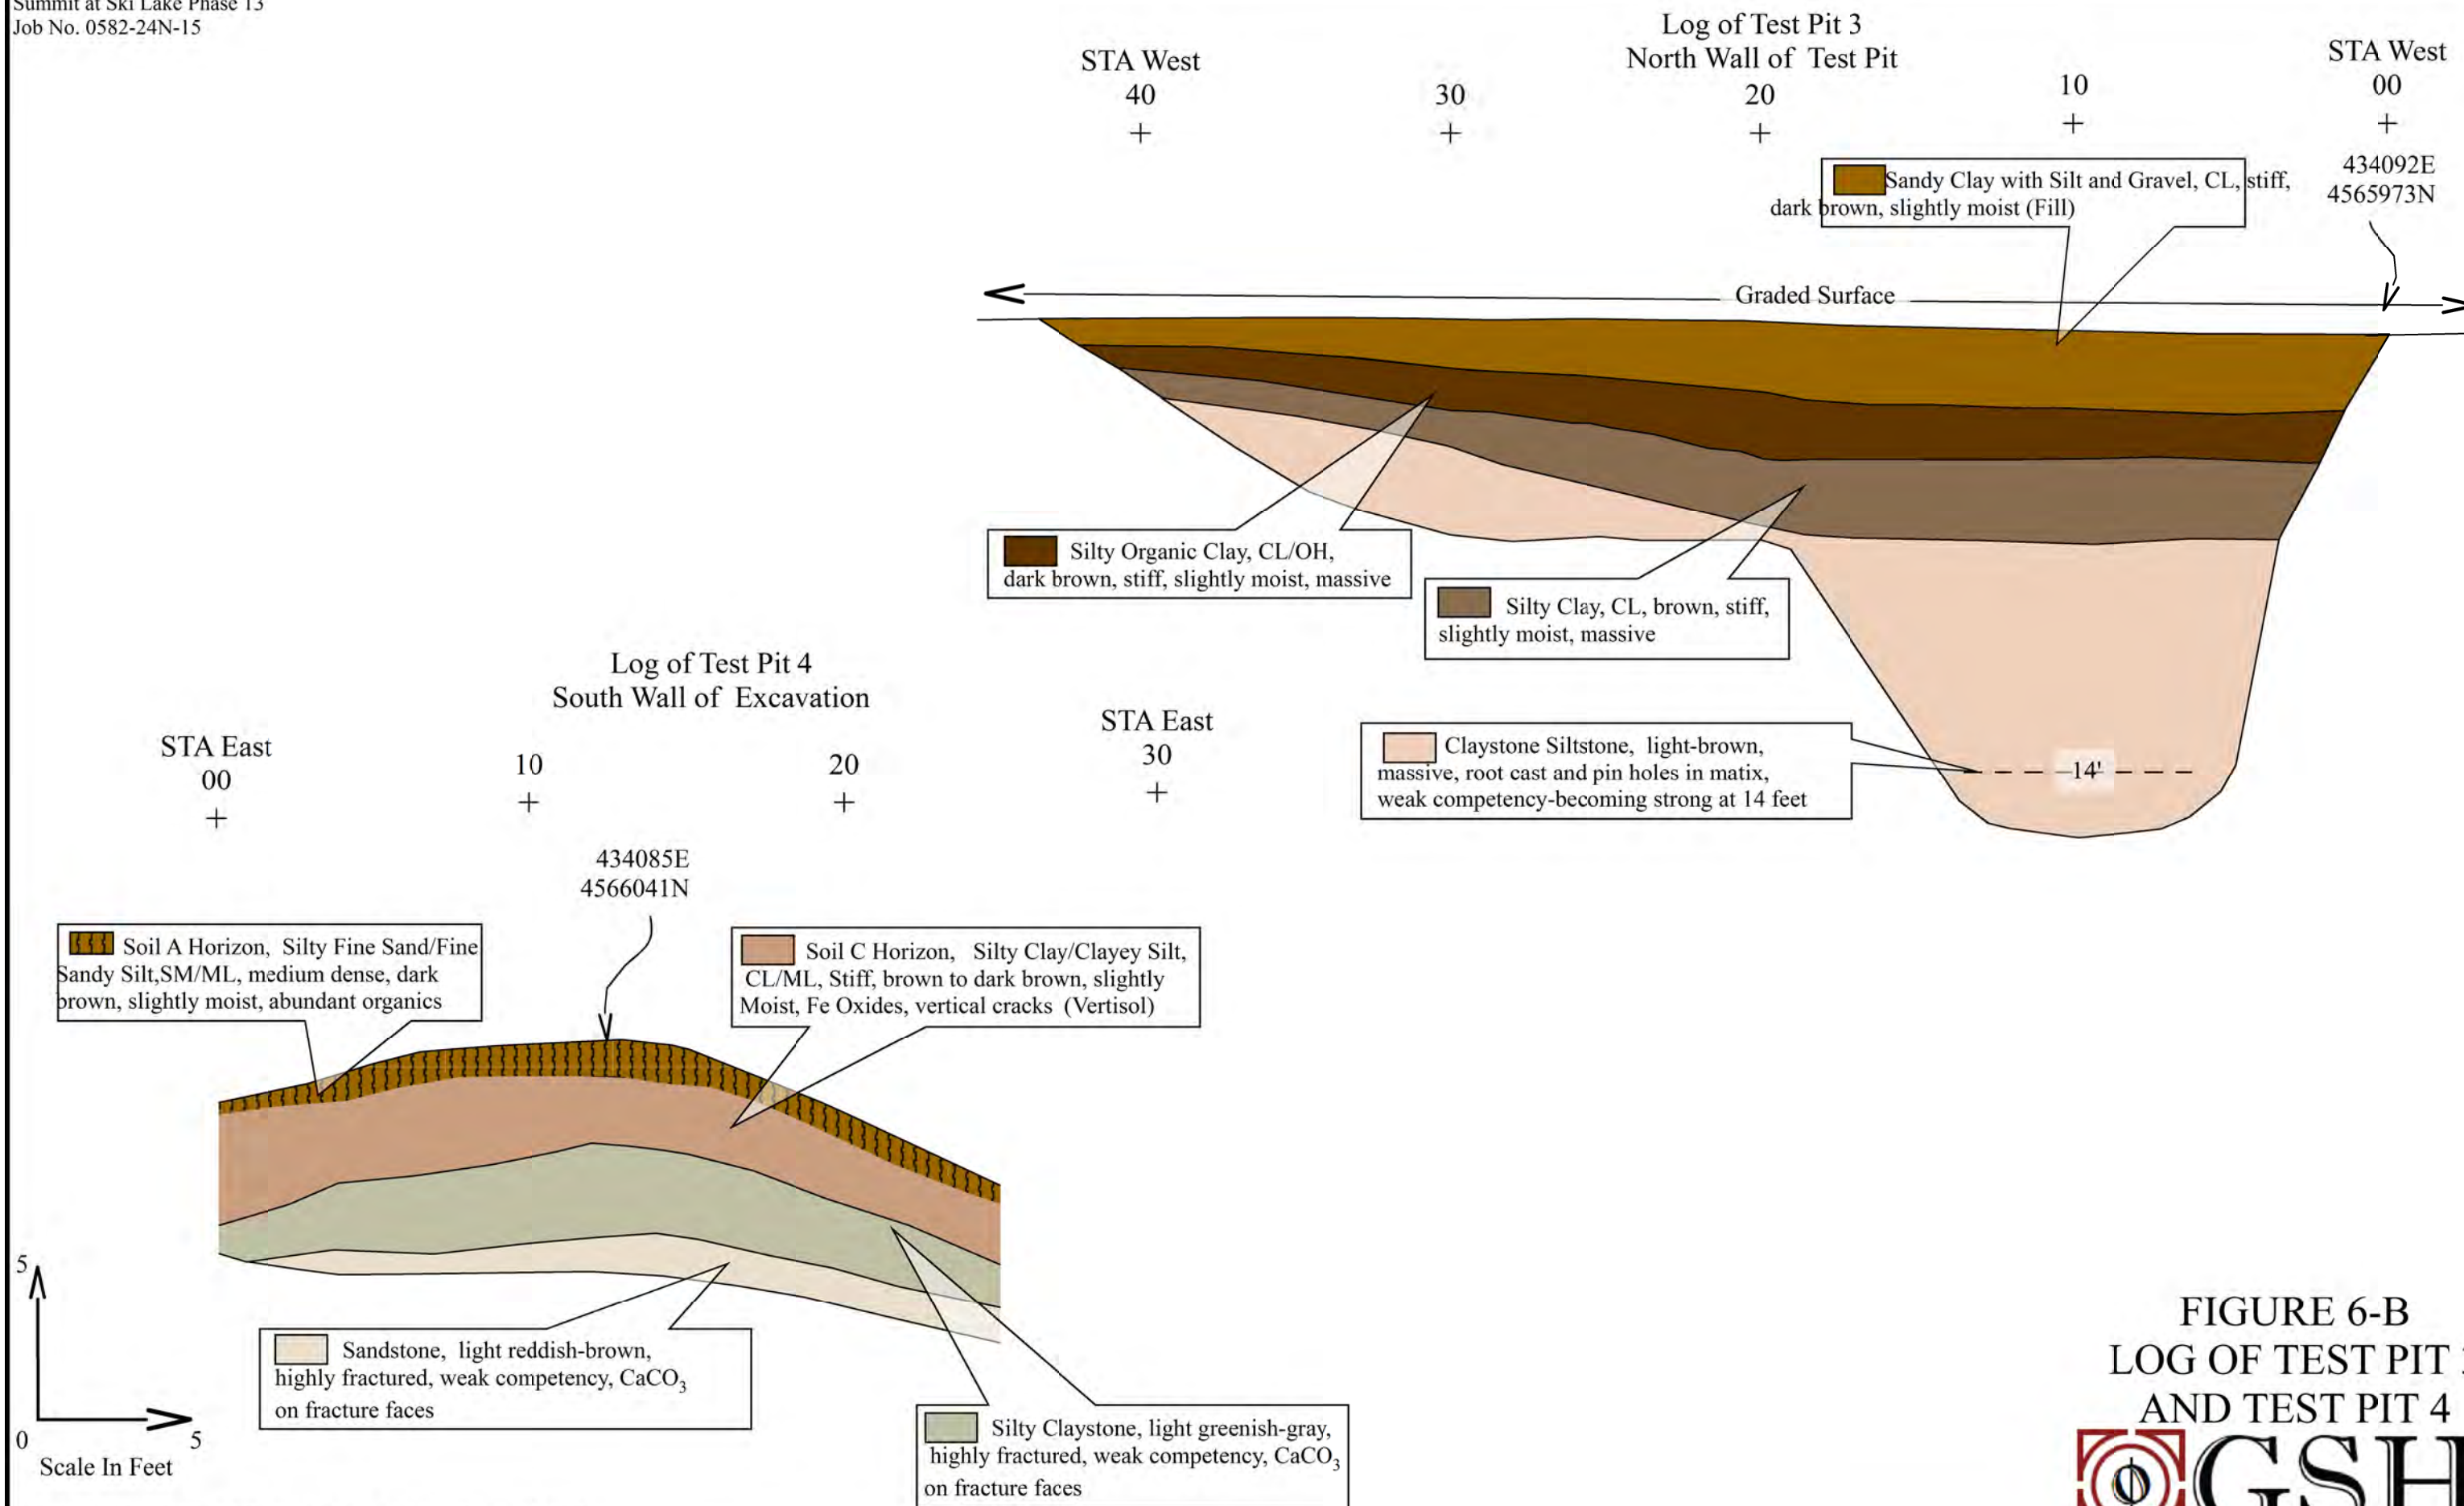 Summit at Ski Lake Phase 13
Job No. 0582-24N-15
Log of Test Pit 3
North Wall of Test Pit
STA West
40
30
20
10
STA West
00
434092E
4565973N
Sandy Clay with Silt and Gravel, CL, stiff,
dark brown, slightly moist (Fill)
Graded Surface
Silty Organic Clay, CL/OH,
dark brown, stiff, slightly moist, massive
Silty Clay, CL, brown, stiff,
slightly moist, massive
Claystone Siltstone, light-brown,
massive, root cast and pin holes in matix,
weak competency-becoming strong at 14 feet
14'
Log of Test Pit 4
South Wall of Excavation
STA East
00
10
20
STA East
30
434085E
4566041N
Soil A Horizon, Silty Fine Sand/Fine
Sandy Silt,SM/ML, medium dense, dark
brown, slightly moist, abundant organics
Soil C Horizon, Silty Clay/Clayey Silt,
CL/ML, Stiff, brown to dark brown, slightly
Moist, Fe Oxides, vertical cracks (Vertisol)
Sandstone, light reddish-brown,
highly fractured, weak competency, CaCO3
on fracture faces
Silty Claystone, light greenish-gray,
highly fractured, weak competency, CaCO3
on fracture faces
5
0
5
Scale In Feet
FIGURE 6-B
LOG OF TEST PIT
AND TEST PIT 4
GSH